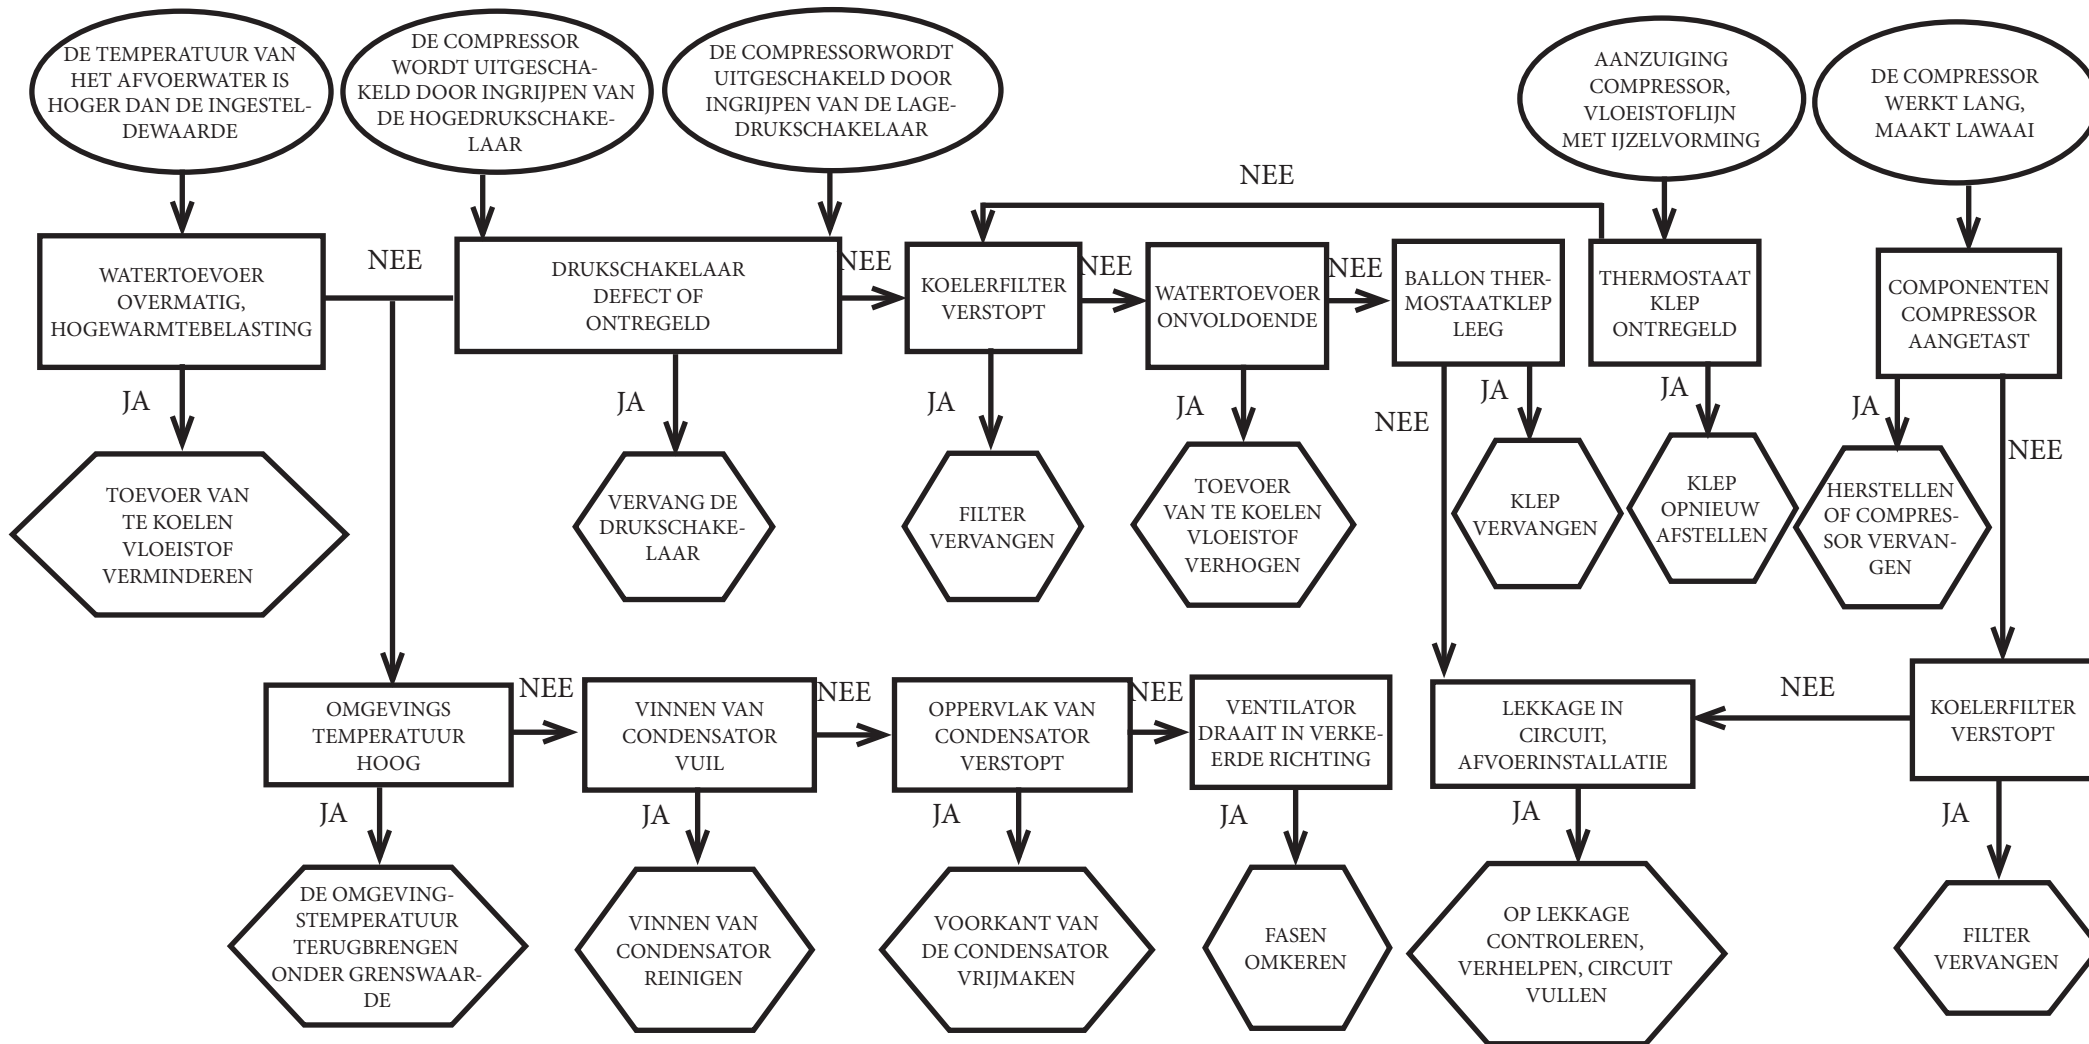 DE TEMPERATUUR VAN
HET AFVOERWATER IS
HOGER DAN DE INGESTEL-
DEWAARDE
DE COMPRESSOR
WORDT UITGESCHA-
KELD DOOR INGRIJPEN VAN
DE HOGEDRUKSCHAKE-
LAAR
DE COMPRESSORWORDT
UITGESCHAKELD DOOR
INGRIJPEN VAN DE LAGE-
DRUKSCHAKELAAR
AANZUIGING
COMPRESSOR,
VLOEISTOFLIJN
MET IJZELVORMING
DE COMPRESSOR
WERKT LANG,
MAAKT LAWAAI
NEE
WATERTOEVOER
OVERMATIG,
HOGEWARMTEBELASTING
NEE
DRUKSCHAKELAAR
DEFECT OF
ONTREGELD
NEE
KOELERFILTER
VERSTOPT
NEE
WATERTOEVOER
ONVOLDOENDE
NEE
BALLON THER-
MOSTAATKLEP
LEEG
THERMOSTAAT
KLEP
ONTREGELD
COMPONENTEN
COMPRESSOR
AANGETAST
JA
JA
JA
JA
NEE
JA
JA
JA
NEE
TOEVOER VAN
TE KOELEN
VLOEISTOF
VERMINDEREN
VERVANG DE
DRUKSCHAKE-
LAAR
FILTER
VERVANGEN
TOEVOER
VAN TE KOELEN
VLOEISTOF
VERHOGEN
KLEP
VERVANGEN
KLEP
OPNIEUW
AFSTELLEN
HERSTELLEN
OF COMPRES-
SOR VERVAN-
GEN
OMGEVINGS
TEMPERATUUR
HOOG
NEE
VINNEN VAN
CONDENSATOR
VUIL
NEE
OPPERVLAK VAN
CONDENSATOR
VERSTOPT
NEE
VENTILATOR
DRAAIT IN VERKE-
ERDE RICHTING
LEKKAGE IN
CIRCUIT,
AFVOERINSTALLATIE
NEE
KOELERFILTER
VERSTOPT
JA
JA
JA
JA
JA
JA
DE OMGEVING-
STEMPERATUUR
TERUGBRENGEN
ONDER GRENSWAAR-
DE
VINNEN VAN
CONDENSATOR
REINIGEN
VOORKANT VAN
DE CONDENSATOR
VRIJMAKEN
FASEN
OMKEREN
OP LEKKAGE
CONTROLEREN,
VERHELPEN, CIRCUIT
VULLEN
FILTER
VERVANGEN